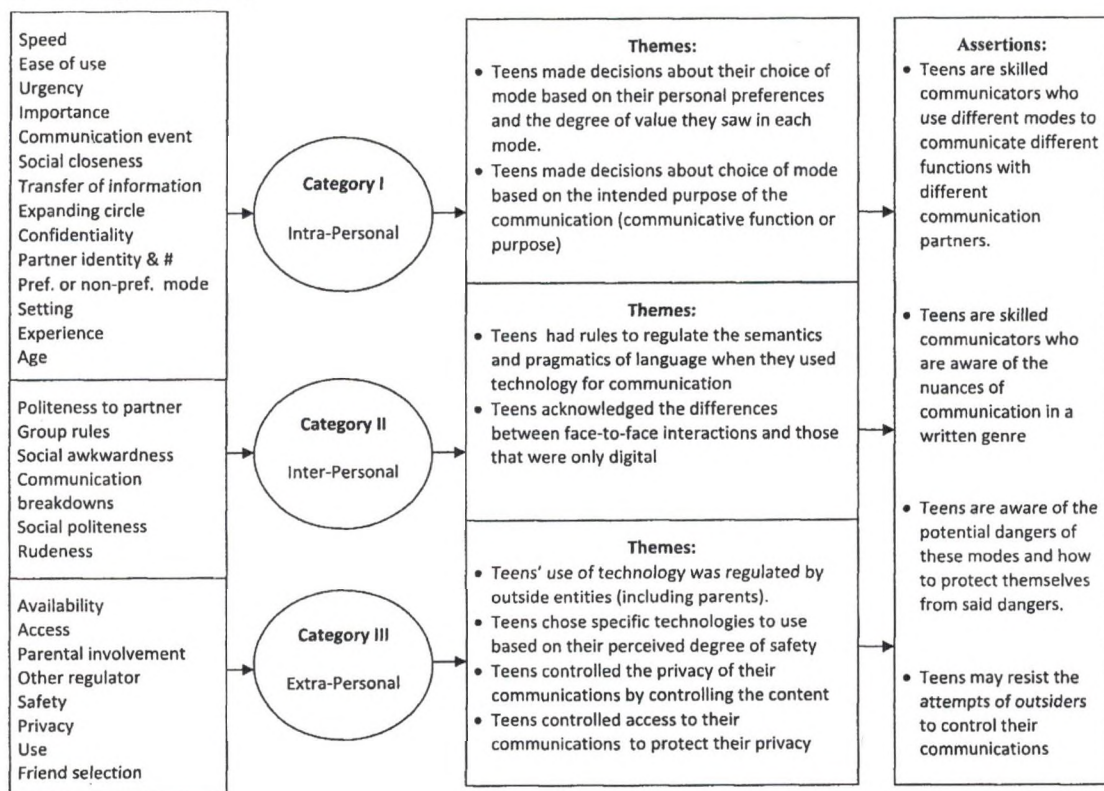 Speed
Ease of use
Urgency
Importance
Communication event
Social closeness
Transfer of information
Expanding circle
Confidentiality
Partner identity & #
Pref. or non-pref. mode
Setting
Experience
Age
Politeness to partner
Group rules
Social awkwardness
Communication
breakdowns
Social politeness
Rudeness
Availability
Access
Parental involvement
Other regulator
Safety
Privacy
Use
Friend selection
Category I
Intra-Personal
Category II
Inter-Personal
Category III
Extra-Personal
Themes:
• Teens made decisions about their choice of
mode based on their personal preferences
and the degree of value they saw in each
mode.
• Teens made decisions about choice of mode
based on the intended purpose of the
communication (communicative function or
purpose)
Themes:
• Teens had rules to regulate the semantics
and pragmatics of language when they used
technology for communication
• Teens acknowledged the differences
between face-to-face interactions and those
that were only digital
Themes:
• Teens' use of technology was regulated by
outside entities (including parents).
• Teens chose specific technologies to use
based on their perceived degree of safety
• Teens controlled the privacy of their
communications by controlling the content
• Teens controlled access to their
communications to protect their privacy
Assertions:
• Teens are skilled
communicators who
use different modes to
communicate different
functions with
different
communication
partners.
• Teens are skilled
communicators who
are aware of the
nuances of
communication in a
written genre
• Teens are aware of the
potential dangers of
these modes and how
to protect themselves
from said dangers.
• Teens may resist the
attempts of outsiders
to control their
communications